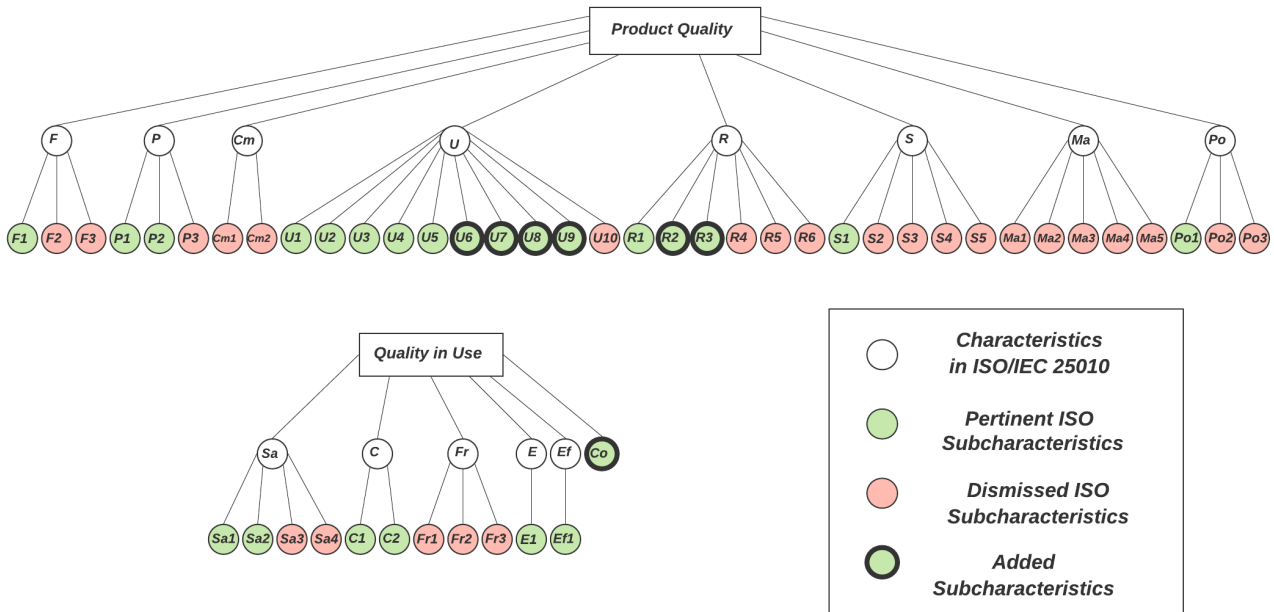 Product Quality
F P Cm U R S Ma Po
F1 F2 F3 P1 P2 P3 Cm1 Cm2 U1 U2 U3 U4 U5 U6 U7 U8 U9 U10 R1 R2 R3 R4 R5 R6 S1 S2 S3 S4 S5 Ma1 Ma2 Ma3 Ma4 Ma5 Po1 Po2 Po3
Quality in Use
Sa C Fr E Ef Co
Sa1 Sa2 Sa3 Sa4 C1 C2 Fr1 Fr2 Fr3 E1 Ef1
Characteristics
in ISO/IEC 25010
Pertinent ISO
Subcharacteristics
Dismissed ISO
Subcharacteristics
Added
Subcharacteristics